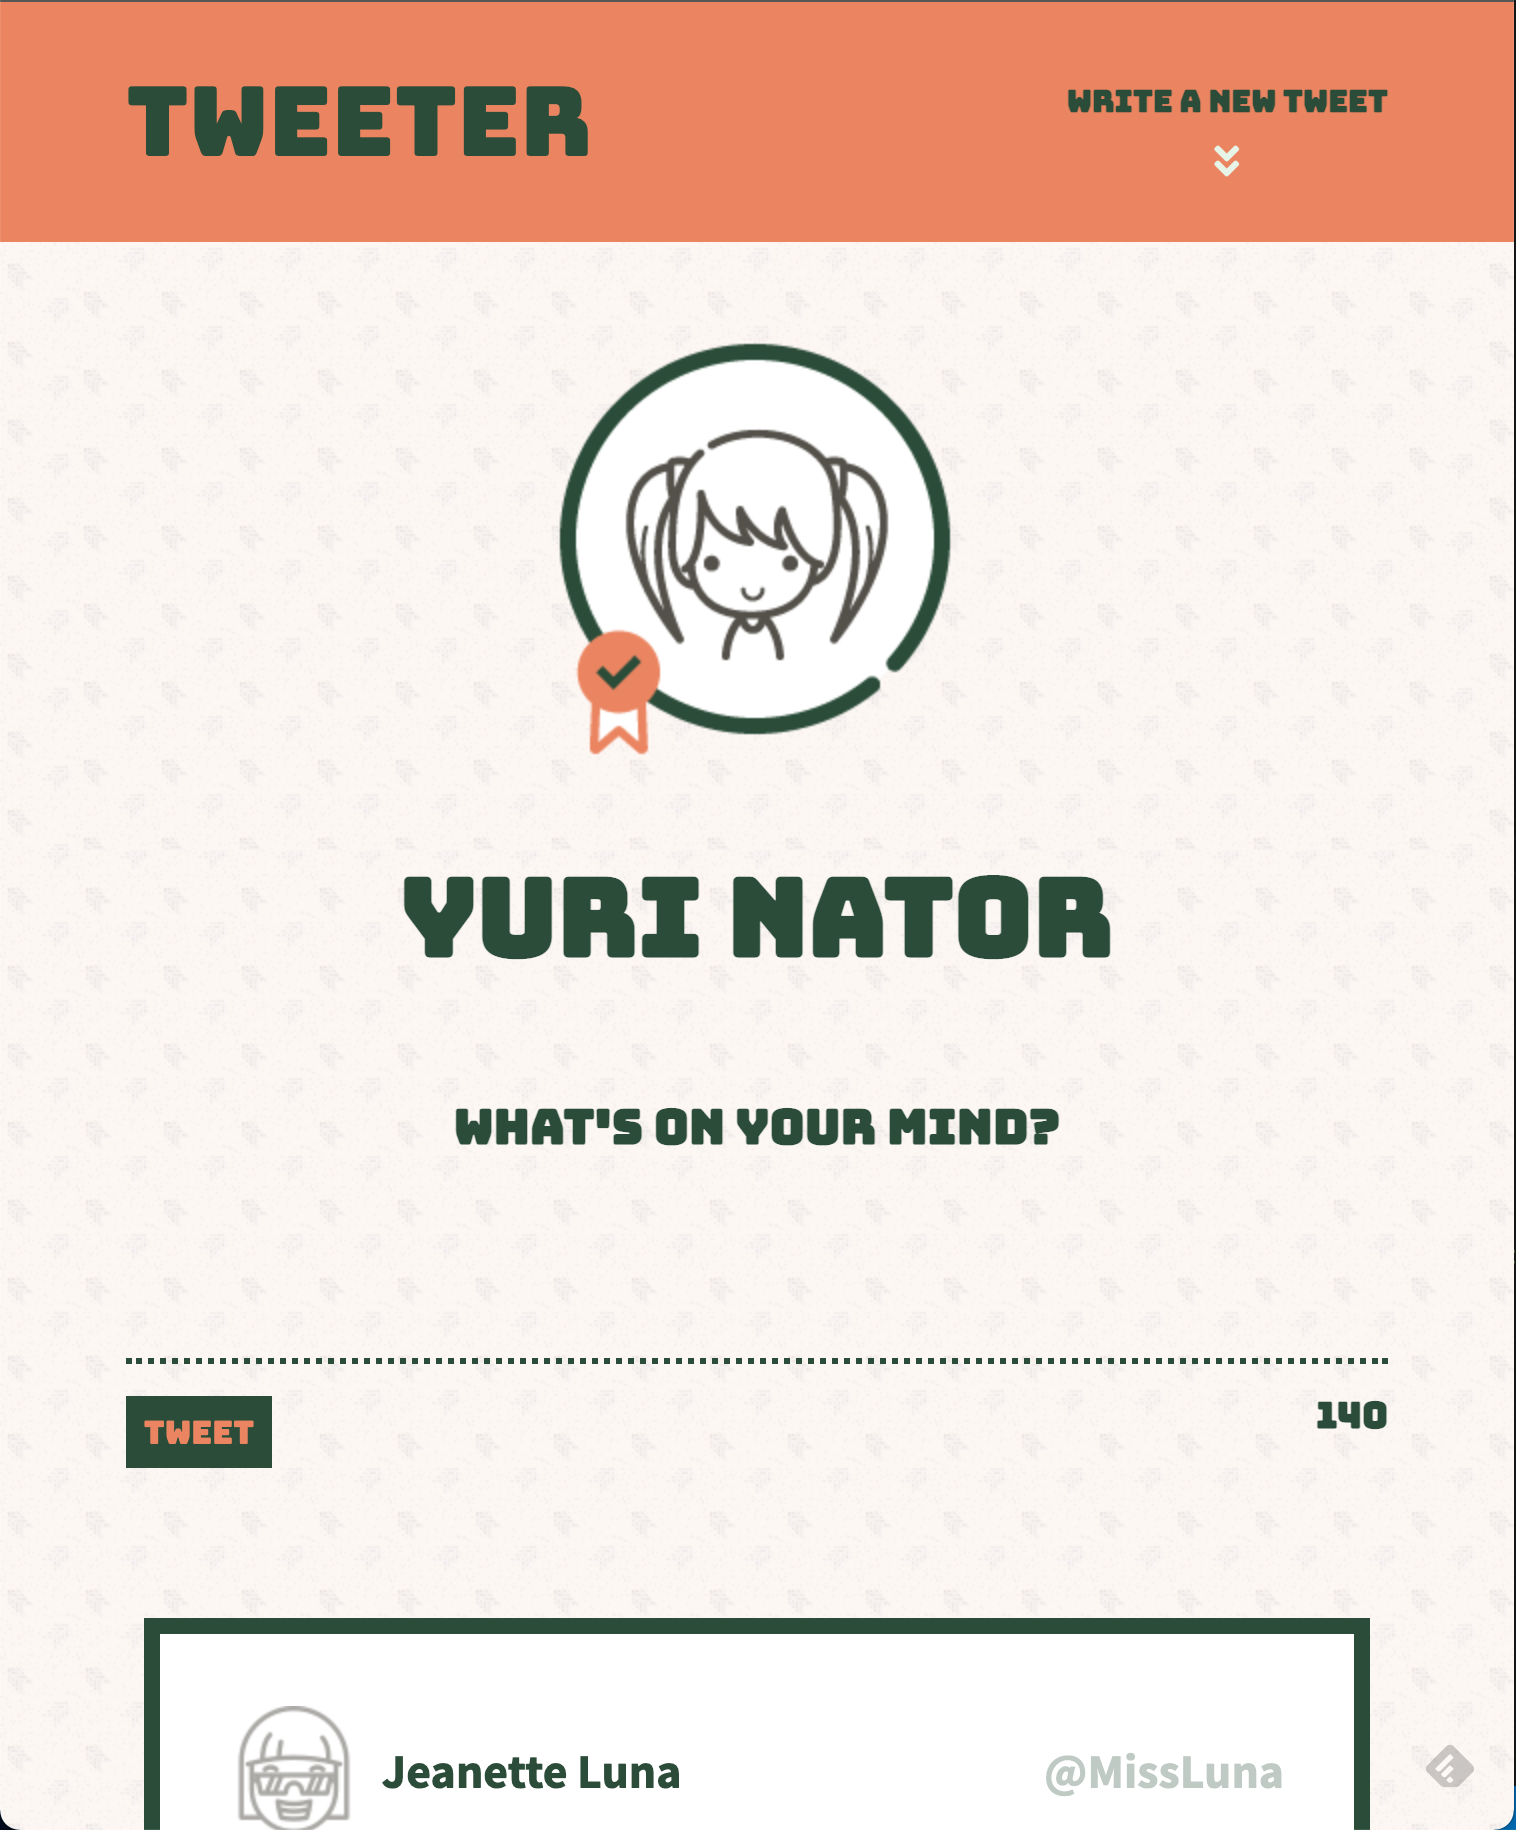 TWEETER
WRITE A NEW TWEET
YURI NATOR
WHAT'S ON YOUR MIND?
TWEET
140
Jeanette Luna
@MissLuna